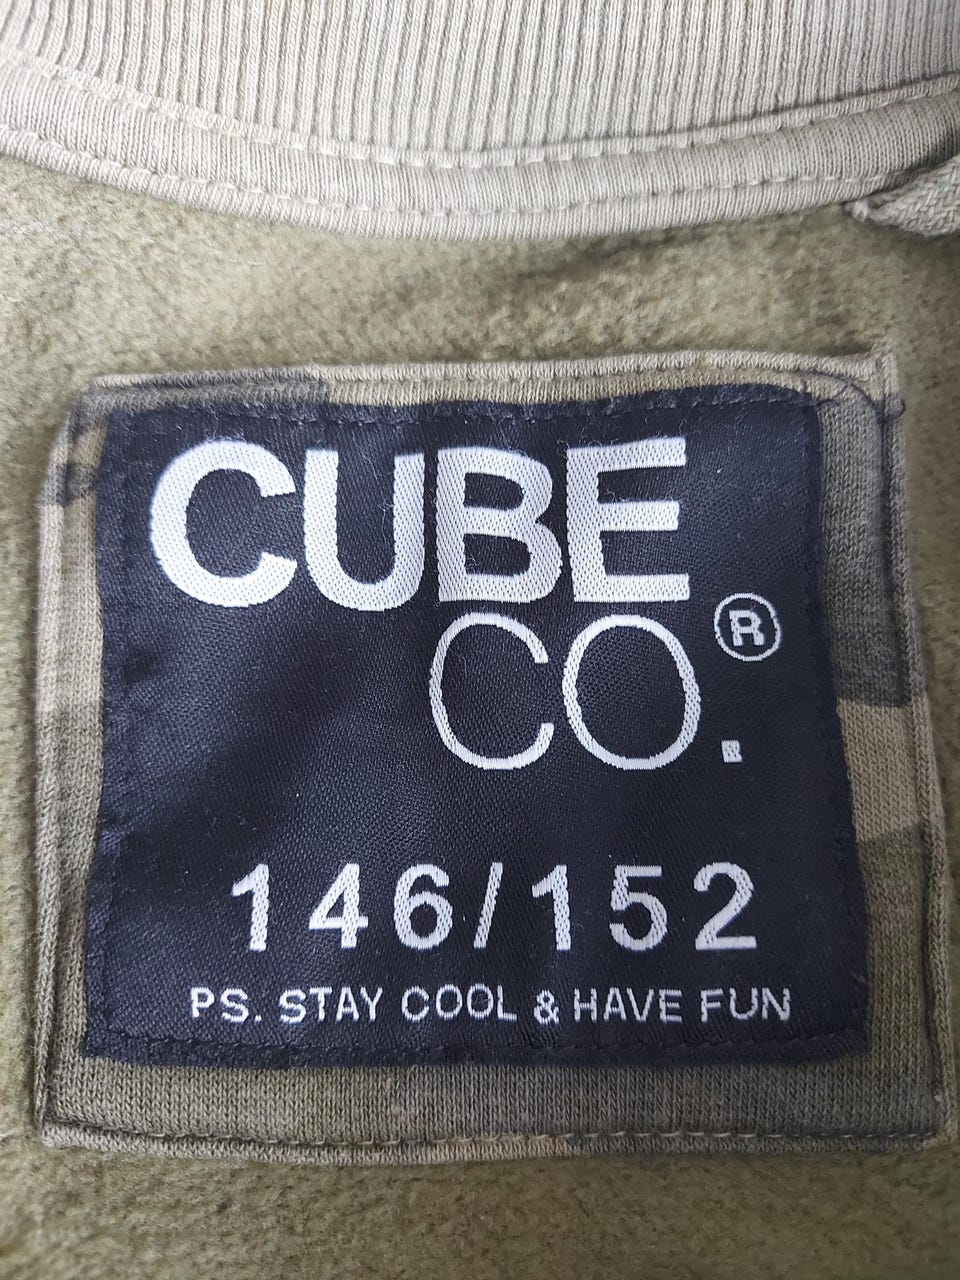 CUBE
CO.®
146/152
PS. STAY COOL & HAVE FUN